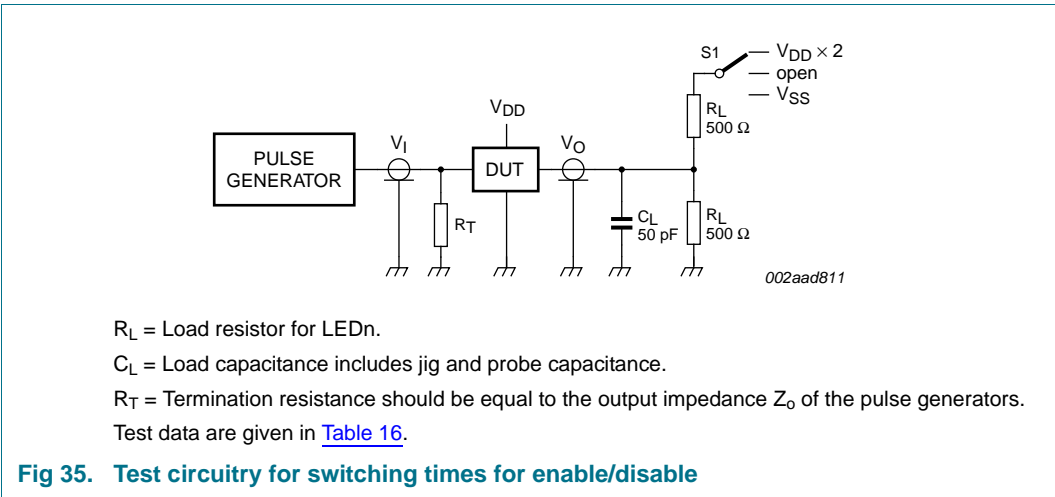 S1
V_DD × 2
open
V_SS
R_L
500 Ω
V_DD
V_I
V_O
PULSE
GENERATOR
DUT
R_T
C_L
50 pF
R_L
500 Ω
002aad811
R_L = Load resistor for LEDn.
C_L = Load capacitance includes jig and probe capacitance.
R_T = Termination resistance should be equal to the output impedance Z_o of the pulse generators.
Test data are given in Table 16.
Fig 35. Test circuitry for switching times for enable/disable